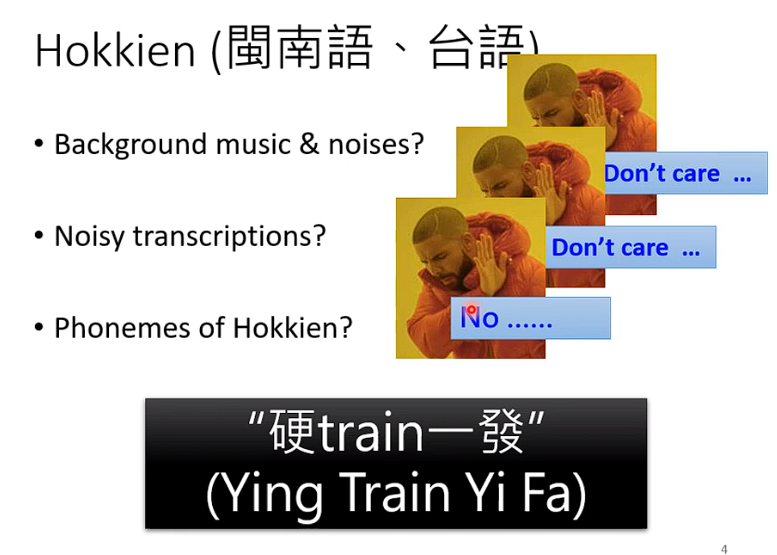 Hokkien (閩南語、台語)
• Background music & noises?
Don't care …
• Noisy transcriptions?
Don't care …
• Phonemes of Hokkien?
No ......
“硬train一發”
(Ying Train Yi Fa)
4